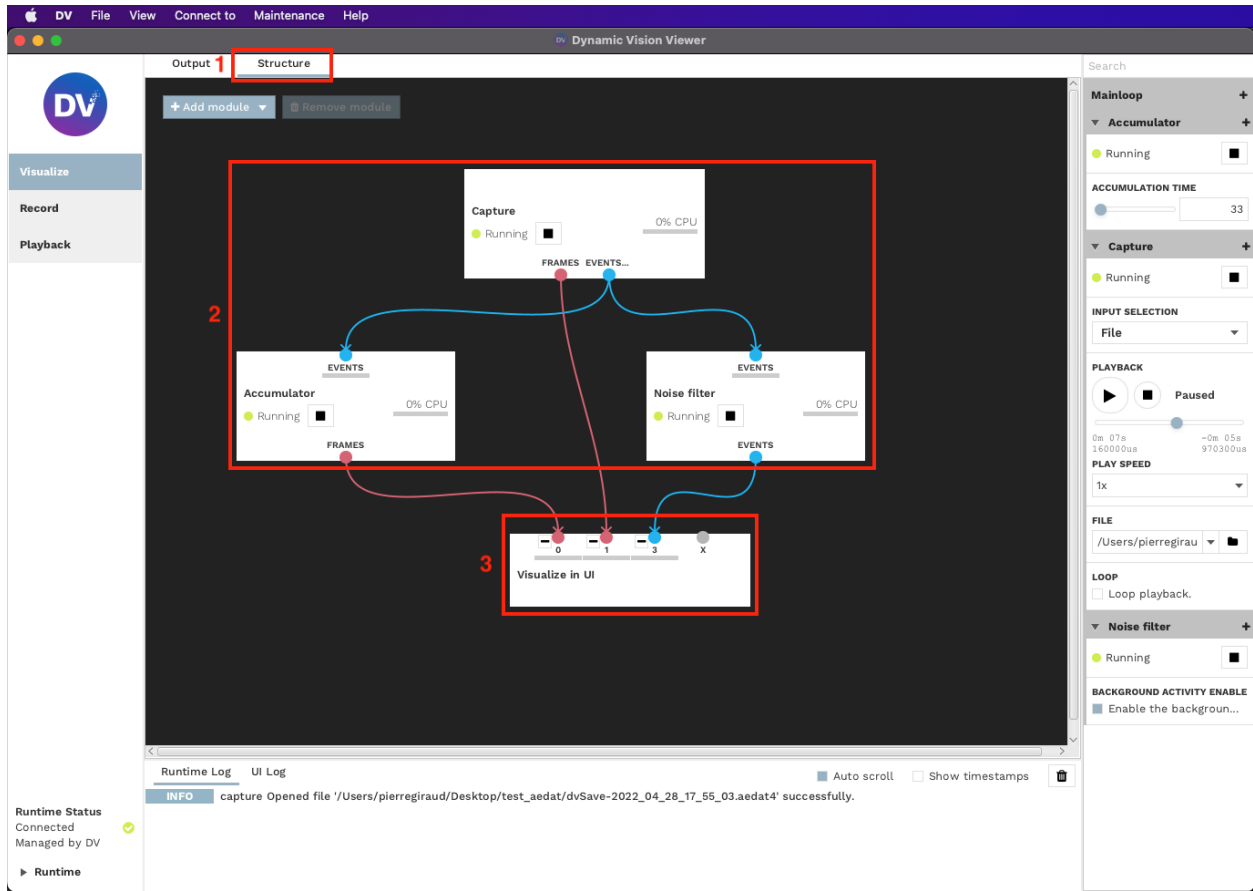 DV File View Connect to Maintenance Help
DV Dynamic Vision Viewer
DV
Visualize
Record
Playback
Output 1 Structure
+ Add module Remove module
2
Capture
Running
0% CPU
FRAMES EVENTS...
EVENTS
Accumulator
Running
0% CPU
FRAMES
EVENTS
Noise filter
Running
0% CPU
EVENTS
3
0 1 3 X
Visualize in UI
Search
Mainloop +
Accumulator +
Running
ACCUMULATION TIME
33
Capture +
Running
INPUT SELECTION
File
PLAYBACK
Paused
0m 07s -0m 05s
160000us 970300us
PLAY SPEED
1x
FILE
/Users/pierregirau
LOOP
Loop playback.
Noise filter +
Running
BACKGROUND ACTIVITY ENABLE
Enable the backgroun...
Runtime Log UI Log
Auto scroll Show timestamps
INFO capture Opened file '/Users/pierregiraud/Desktop/test_aedat/dvSave-2022_04_28_17_55_03.aedat4' successfully.
Runtime Status
Connected
Managed by DV
Runtime